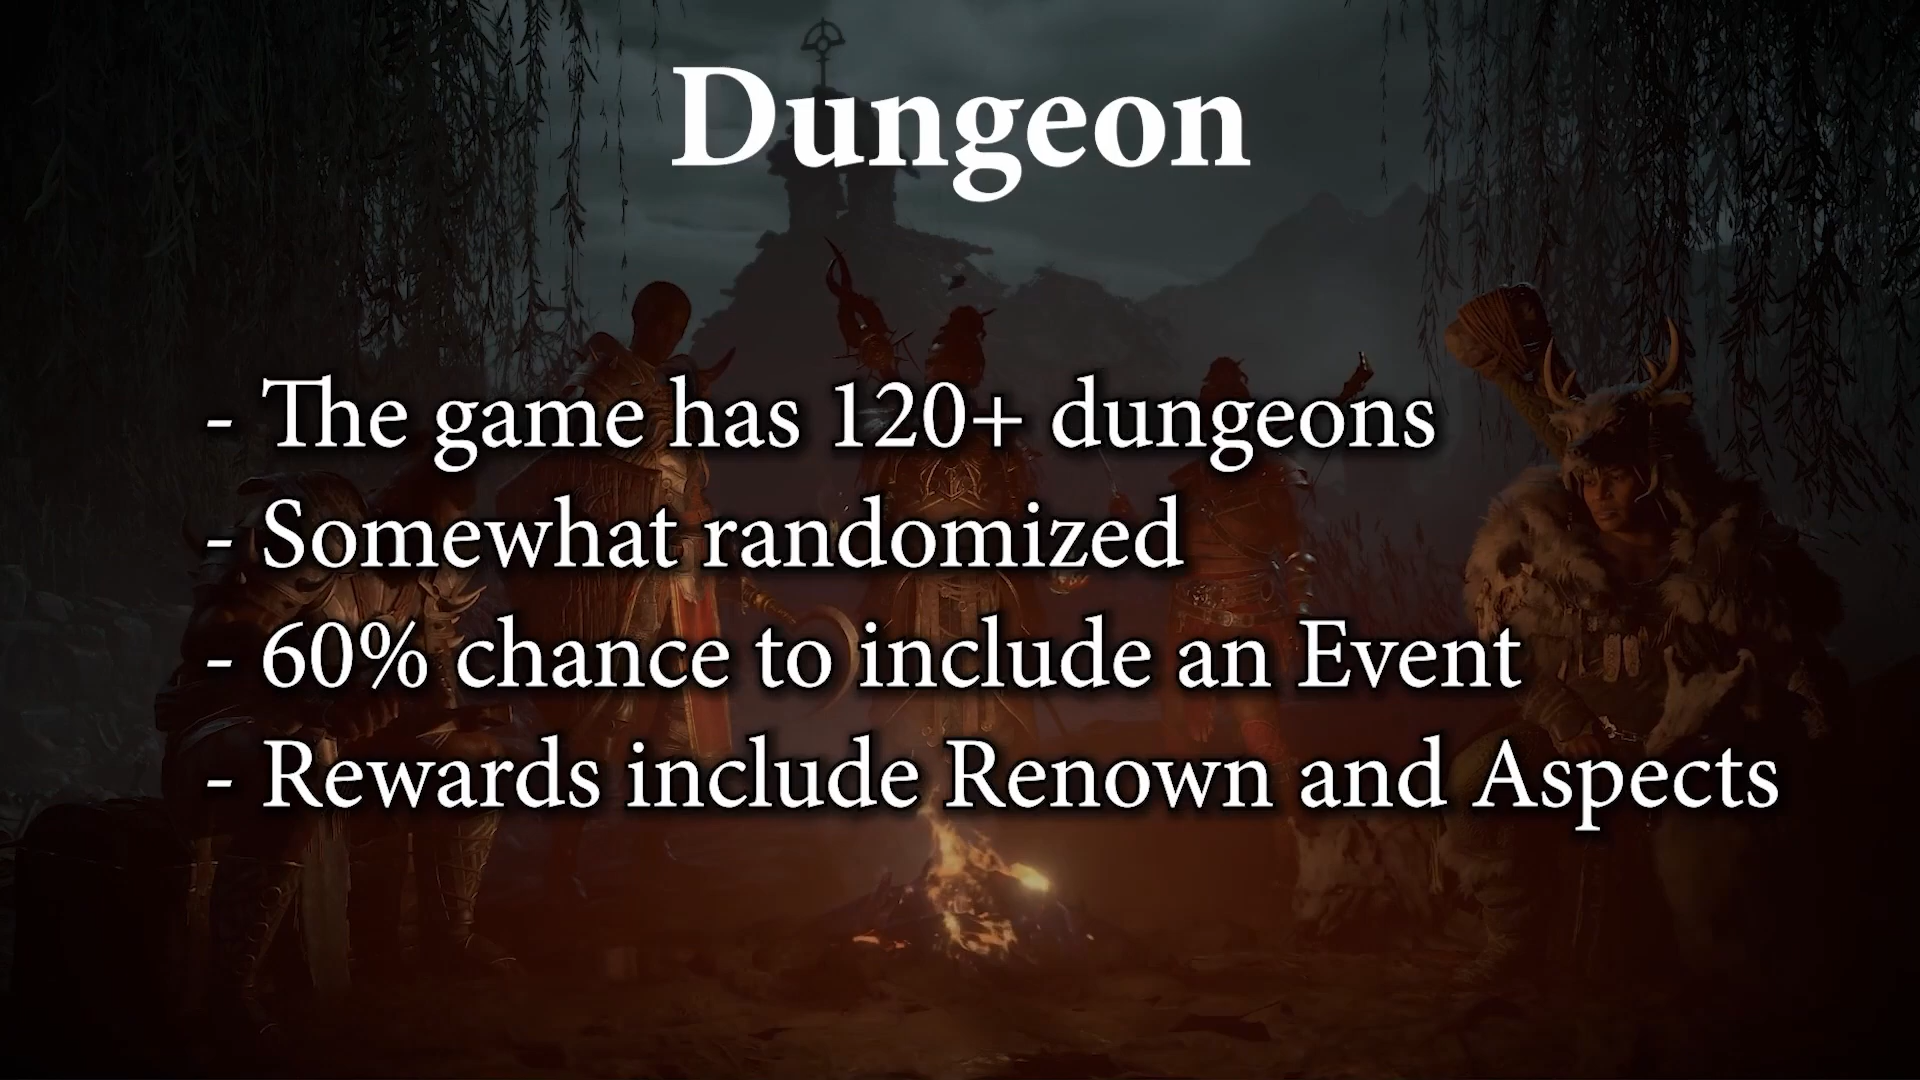 Dungeon
- The game has 120+ dungeons
- Somewhat randomized
- 60% chance to include an Event
- Rewards include Renown and Aspects